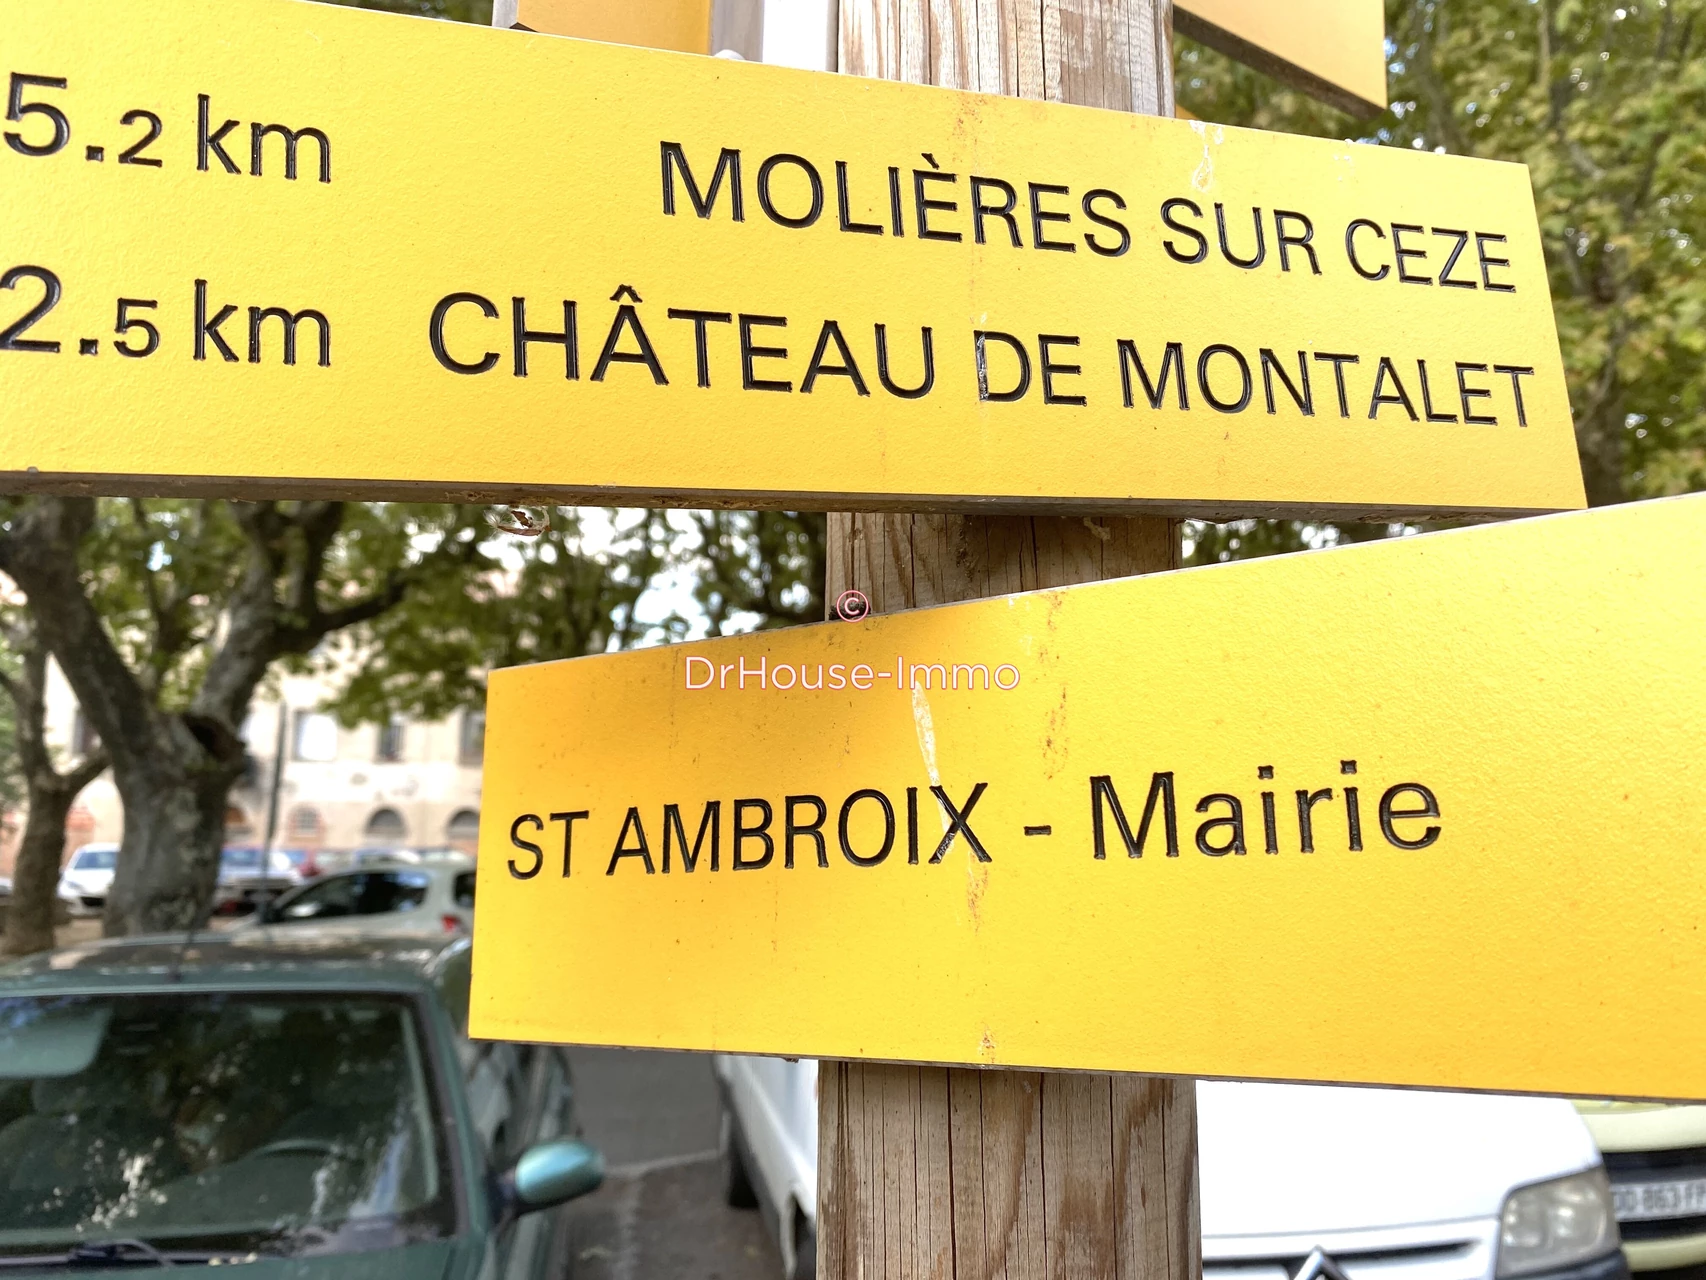 5.2 km MOLIÈRES SUR CEZE
2.5 km CHÂTEAU DE MONTALET
©
DrHouse-Immo
ST AMBROIX - Mairie